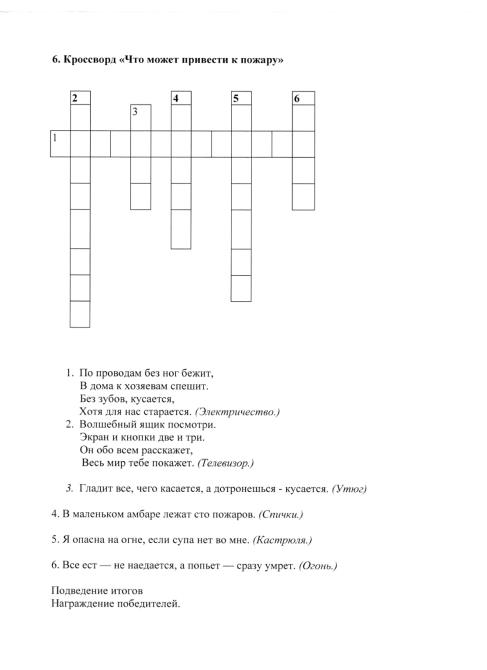 6. Кроссворд «Что может привести к пожару»
2 4 5 6
3
1
1. По проводам без ног бежит,
В дома к хозяевам спешит.
Без зубов, кусается,
Хотя для нас старается. (Электричество.)
2. Волшебный ящик посмотри.
Экран и кнопки две и три.
Он обо всем расскажет,
Весь мир тебе покажет. (Телевизор.)
3. Гладит все, чего касается, а дотронешься - кусается. (Утюг)
4. В маленьком амбаре лежат сто пожаров. (Спички.)
5. Я опасна на огне, если супа нет во мне. (Кастрюля.)
6. Все ест — не наедается, а попьет — сразу умрет. (Огонь.)
Подведение итогов
Награждение победителей.